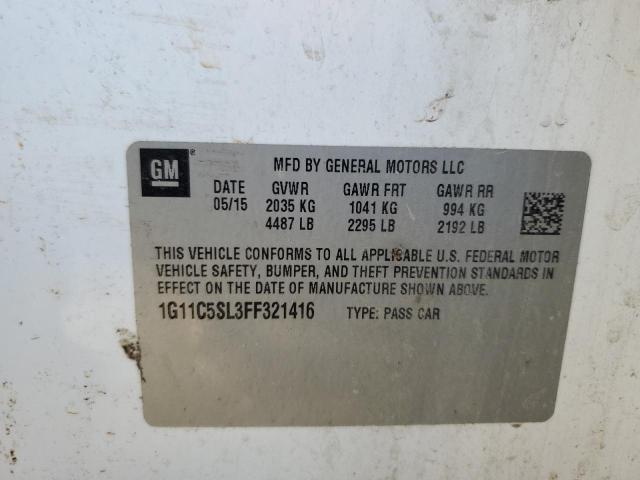 GM
®
MFD BY GENERAL MOTORS LLC
DATE GVWR GAWR FRT GAWR RR
05/15 2035 KG 1041 KG 994 KG
4487 LB 2295 LB 2192 LB
THIS VEHICLE CONFORMS TO ALL APPLICABLE U.S. FEDERAL MOTOR
VEHICLE SAFETY, BUMPER, AND THEFT PREVENTION STANDARDS IN
EFFECT ON THE DATE OF MANUFACTURE SHOWN ABOVE.
1G11C5SL3FF321416 TYPE: PASS CAR